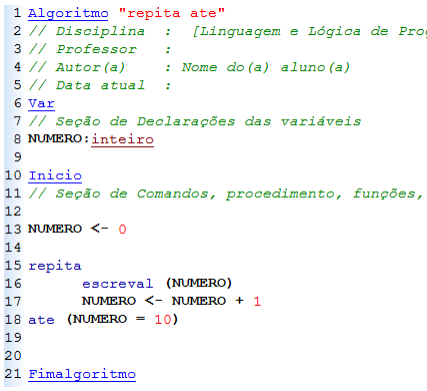 1 Algoritmo "repita ate"
2 // Disciplina  :  [Linguagem e Lógica de
3 // Professor   :
4 // Autor(a)    : Nome do(a) aluno(a)
5 // Data atual  :
6 Var
7 // Seção de Declarações das variáveis
8 NUMERO:inteiro
9
10 Inicio
11 // Seção de Comandos, procedimento, funções,
12
13 NUMERO <- 0
14
15 repita
16       escreval (NUMERO)
17       NUMERO <- NUMERO + 1
18 ate (NUMERO = 10)
19
20
21 Fimalgoritmo